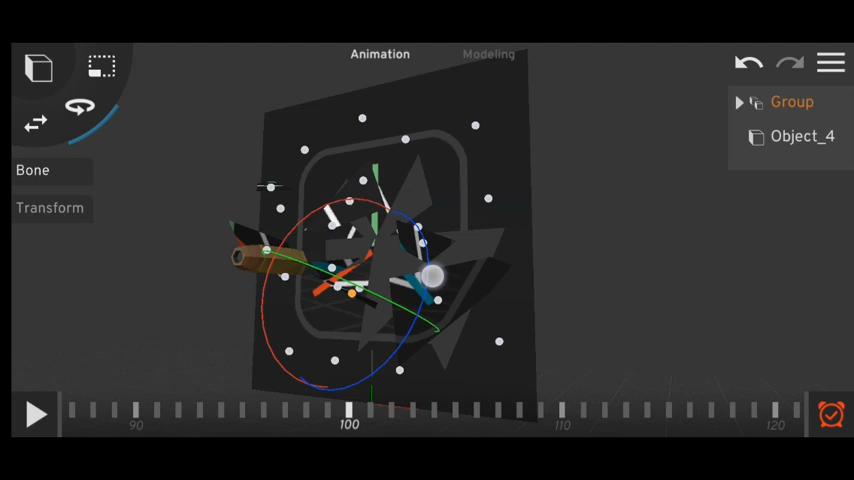 Animation
Modeling
Group
Object_4
Bone
Transform
90
100
110
120